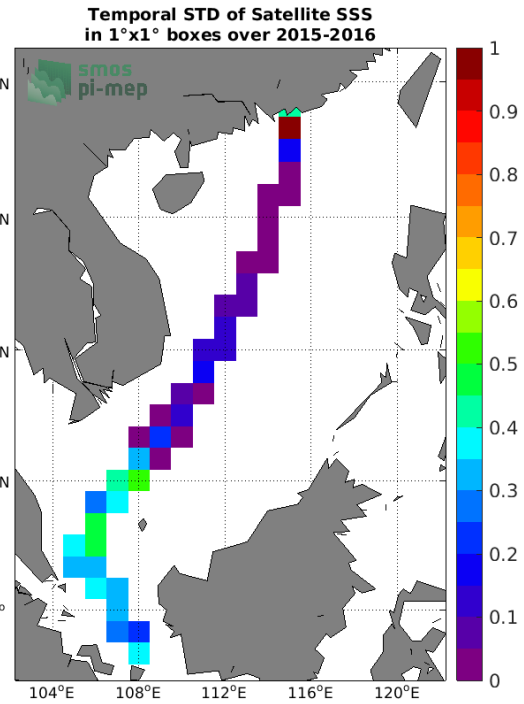 Temporal STD of Satellite SSS
in 1°x1° boxes over 2015-2016
smos
pi-mep
N
N
N
N
°
104°E
108°E
112°E
116°E
120°E
1
0.9
0.8
0.7
0.6
0.5
0.4
0.3
0.2
0.1
0